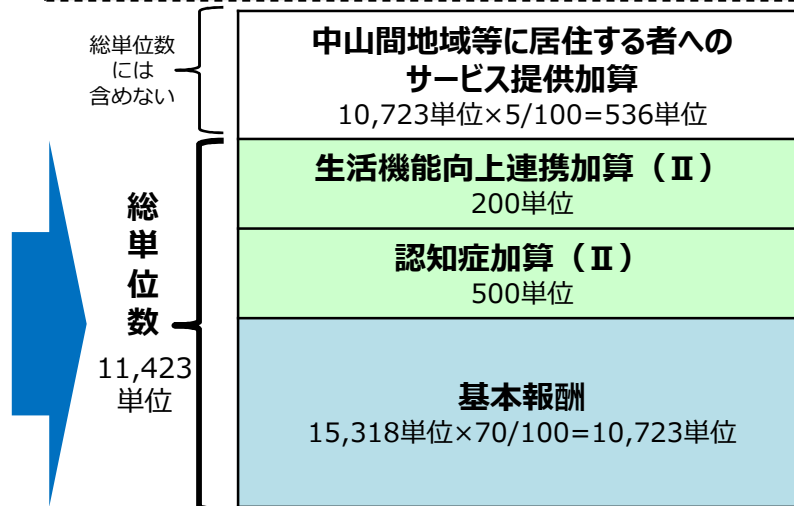 総単位数
には
含めない
中山間地域等に居住する者への
サービス提供加算
10,723単位×5/100=536単位
総
単
位
数
11,423
単位
生活機能向上連携加算（Ⅱ）
200単位
認知症加算（Ⅱ）
500単位
基本報酬
15,318単位×70/100=10,723単位